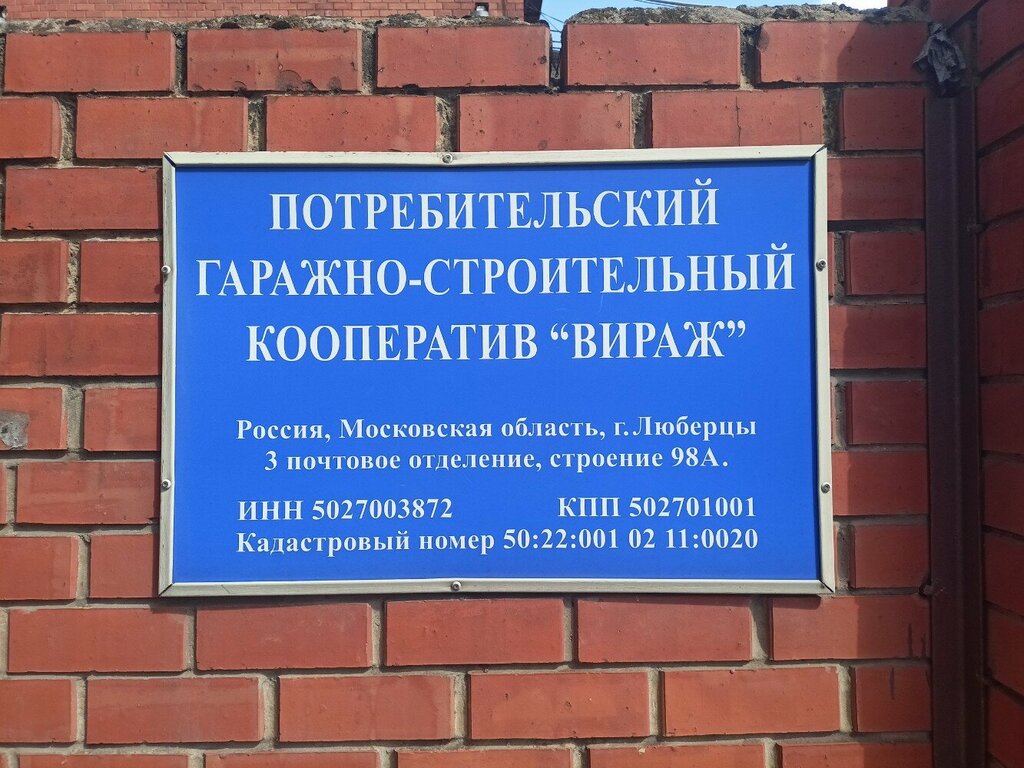 ПОТРЕБИТЕЛЬСКИЙ
ГАРАЖНО-СТРОИТЕЛЬНЫЙ
КООПЕРАТИВ “ВИРАЖ”
Россия, Московская область, г. Люберцы
3 почтовое отделение, строение 98А.
ИНН 5027003872 КПП 502701001
Кадастровый номер 50:22:001 02 11:0020